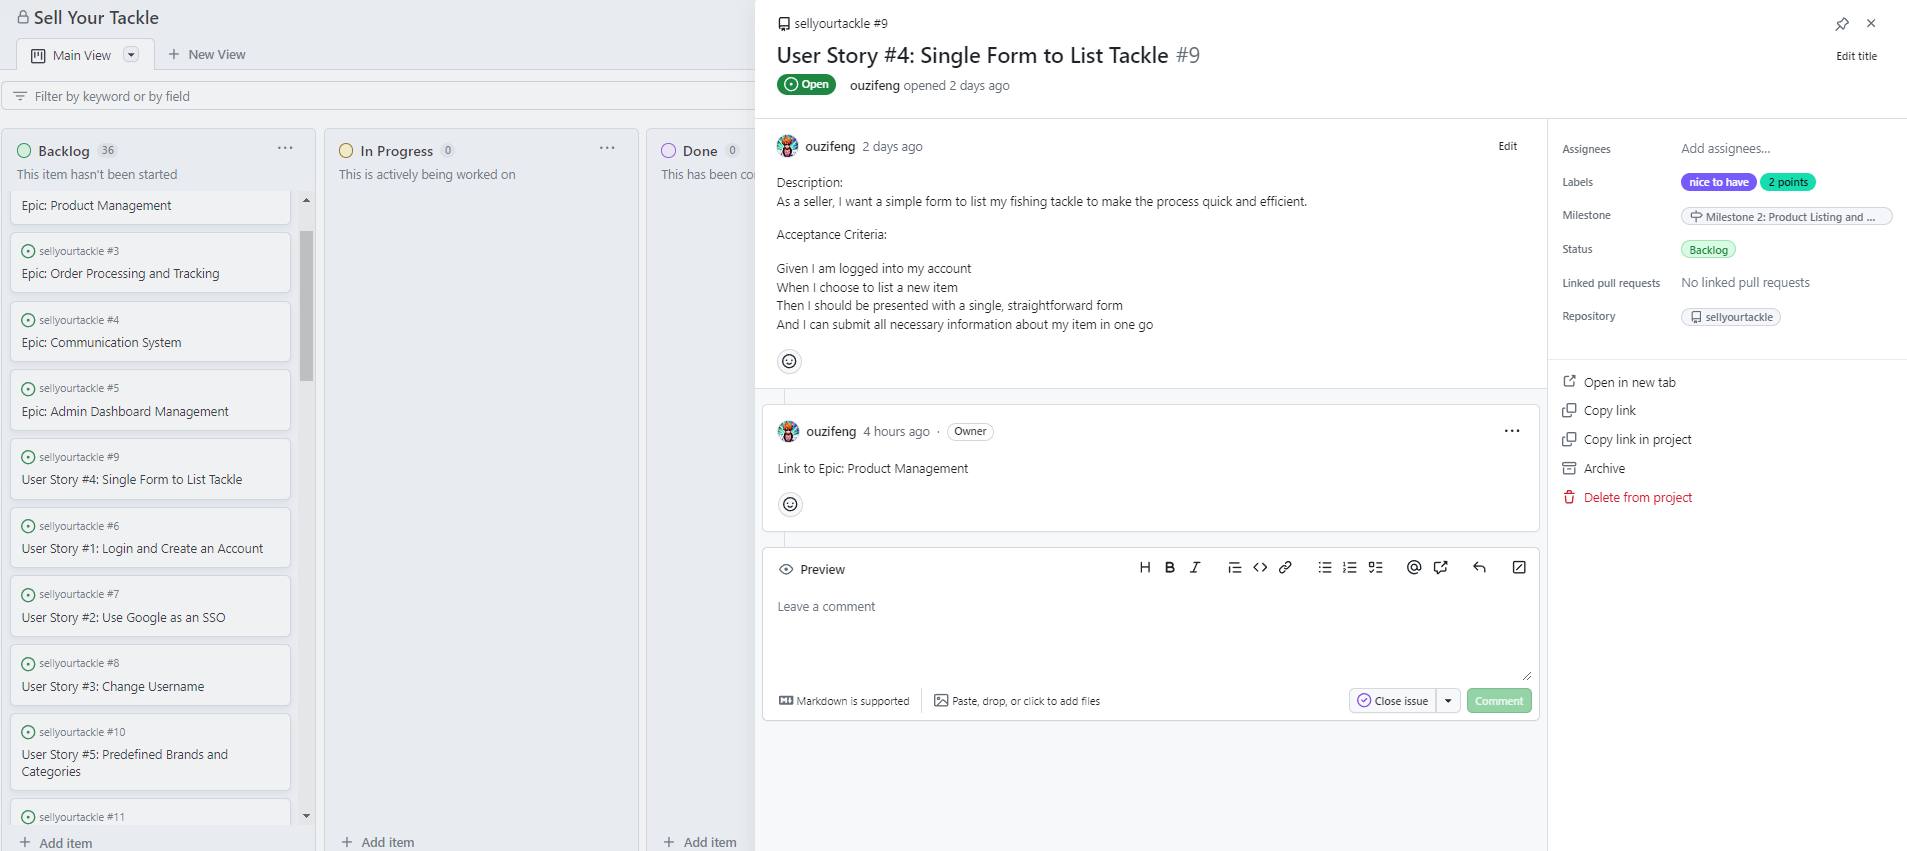 Sell Your Tackle
Main View
New View
Filter by keyword or by field
Backlog 36
This item hasn't been started
Epic: Product Management
sellyourtackle #3
Epic: Order Processing and Tracking
sellyourtackle #4
Epic: Communication System
sellyourtackle #5
Epic: Admin Dashboard Management
sellyourtackle #9
User Story #4: Single Form to List Tackle
sellyourtackle #6
User Story #1: Login and Create an Account
sellyourtackle #7
User Story #2: Use Google as an SSO
sellyourtackle #8
User Story #3: Change Username
sellyourtackle #10
User Story #5: Predefined Brands and
Categories
sellyourtackle #11
Add item
In Progress 0
This is actively being worked on
Add item
Done 0
This has been co
Add item
sellyourtackle #9
User Story #4: Single Form to List Tackle #9
Edit title
Open
ouzifeng opened 2 days ago
ouzifeng 2 days ago
Edit
Description:
As a seller, I want a simple form to list my fishing tackle to make the process quick and efficient.
Acceptance Criteria:
Given I am logged into my account
When I choose to list a new item
Then I should be presented with a single, straightforward form
And I can submit all necessary information about my item in one go
ouzifeng 4 hours ago · Owner
Link to Epic: Product Management
Preview
Leave a comment
Markdown is supported
Paste, drop, or click to add files
Close issue
Comment
Assignees
Add assignees...
Labels
nice to have
2 points
Milestone
Milestone 2: Product Listing and ...
Status
Backlog
Linked pull requests
No linked pull requests
Repository
sellyourtackle
Open in new tab
Copy link
Copy link in project
Archive
Delete from project